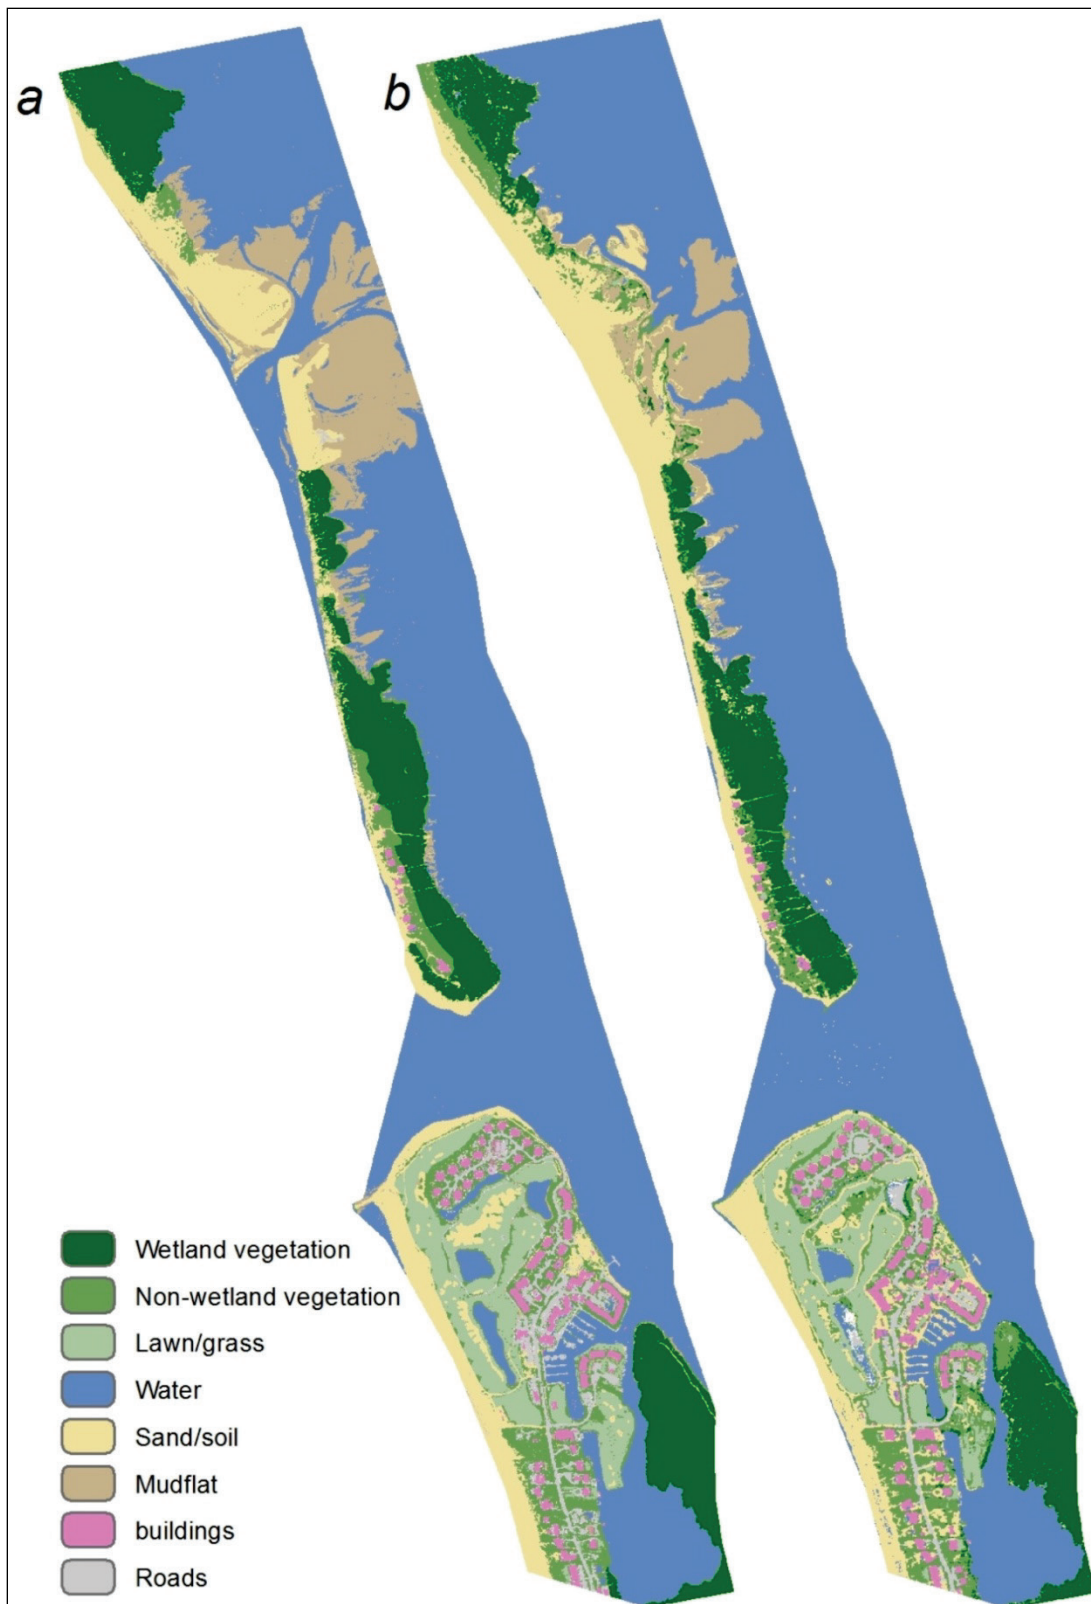 a
b
Wetland vegetation
Non-wetland vegetation
Lawn/grass
Water
Sand/soil
Mudflat
buildings
Roads